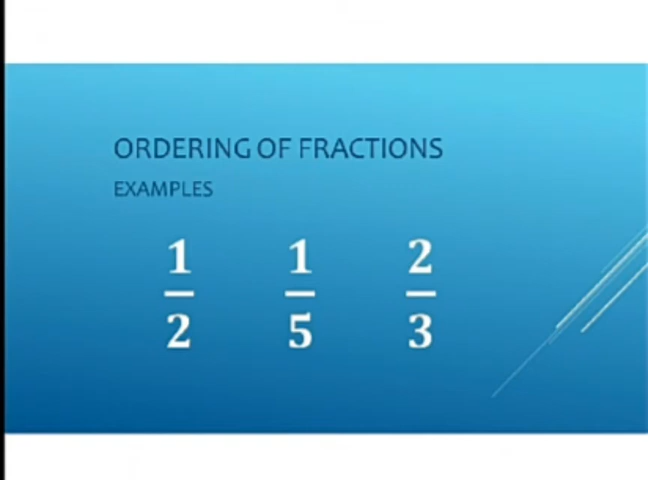 ORDERING OF FRACTIONS
EXAMPLES
1/2 1/5 2/3